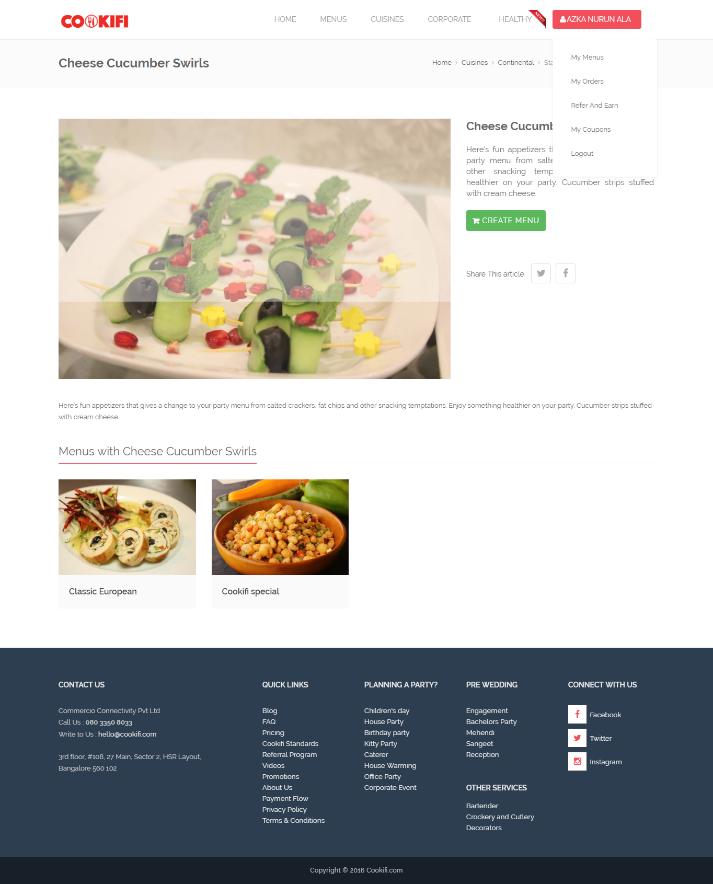 COOKIFI
HOME MENUS CUISINES CORPORATE HEALTHY AZKA NURUN ALA
Cheese Cucumber Swirls
Home Cuisines Continental Sta
My Menus
My Orders
Refer And Earn
My Coupons
Logout
Cheese Cucumb
Here's fun appetizers
party menu from salte
other snacking temp
healthier on your party. Cucumber strips stuffed
with cream cheese.
CREATE MENU
Share This article
Here's fun appetizers that gives a change to your party menu from salted crackers, fat chips and other snacking temptations. Enjoy something healthier on your party. Cucumber strips stuffed
with cream cheese.
Menus with Cheese Cucumber Swirls
Classic European
Cookifi special
CONTACT US
Commercio Connectivity Pvt Ltd
Call Us : 080 3350 8033
Write to Us : hello@cookifi.com
3rd floor, #108, 27 Main, Sector 2, HSR Layout,
Bangalore 560 102
QUICK LINKS
Blog
FAQ
Pricing
Cookifi Standards
Referral Program
Videos
Promotions
About Us
Payment Flow
Privacy Policy
Terms & Conditions
PLANNING A PARTY?
Children's day
House Party
Birthday party
Kitty Party
Caterer
House Warming
Office Party
Corporate Event
PRE WEDDING
Engagement
Bachelors Party
Mehendi
Sangeet
Reception
OTHER SERVICES
Bartender
Crockery and Cutlery
Decorators
CONNECT WITH US
Facebook
Twitter
Instagram
Copyright © 2016 Cookifi.com